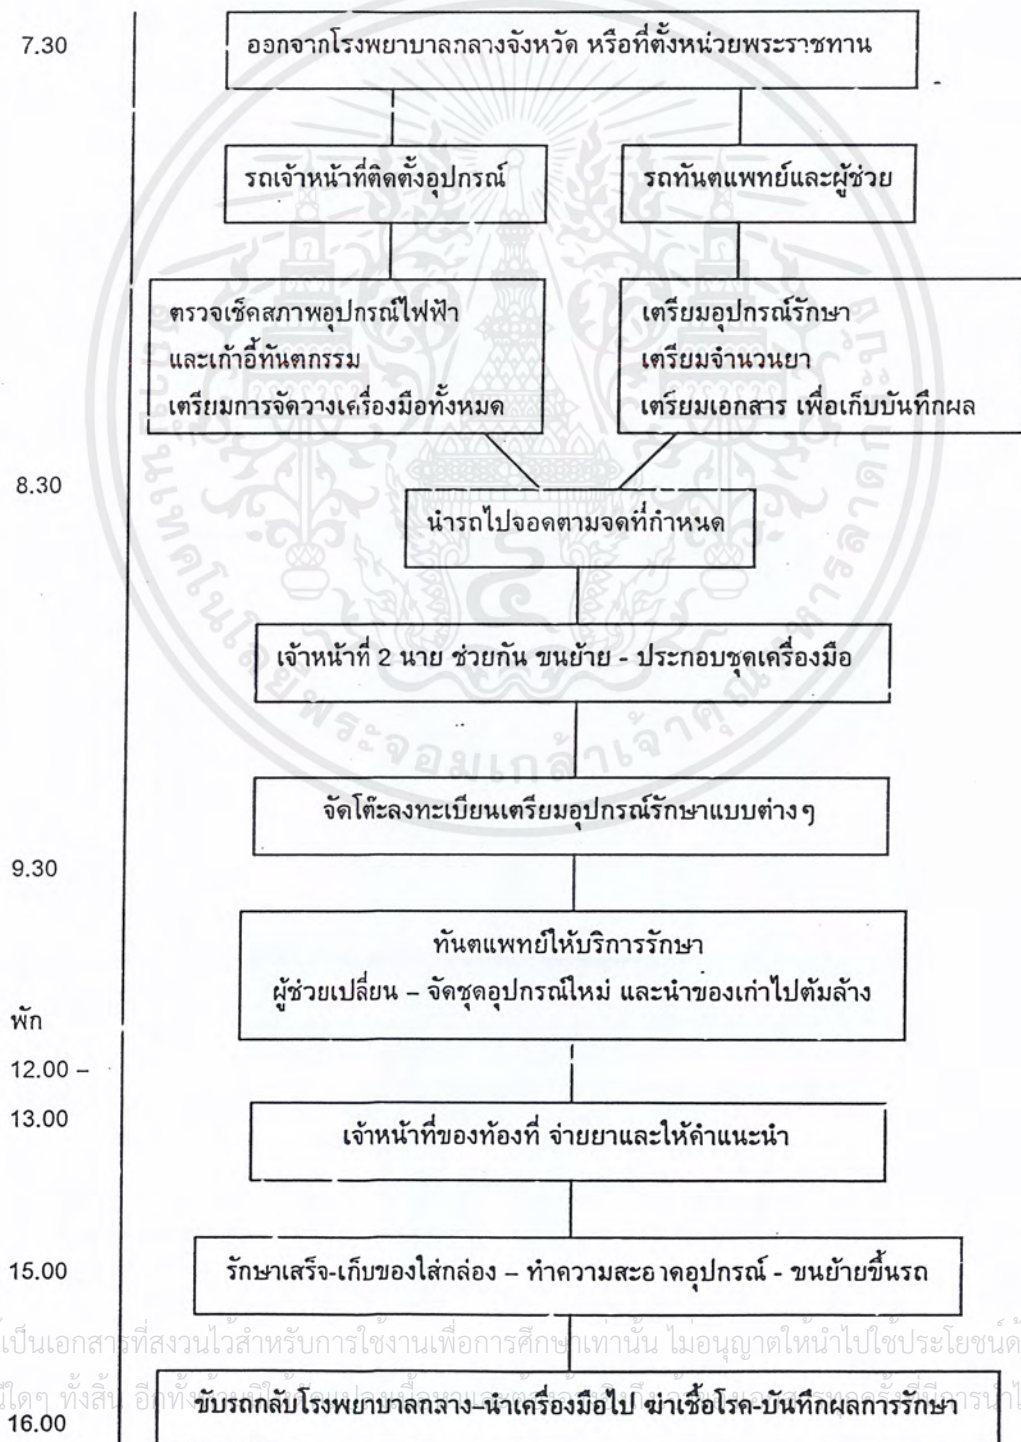 7.30
ออกจากโรงพยาบาลกลางจังหวัด หรือที่ตั้งหน่วยพระราชทาน
รถเจ้าหน้าที่ติดตั้งอุปกรณ์
รถทันตแพทย์และผู้ช่วย
ตรวจเช็คสภาพอุปกรณ์ไฟฟ้า
และเก้าอี้ทันตกรรม
เตรียมการจัดวางเครื่องมือทั้งหมด
เตรียมอุปกรณ์รักษา
เตรียมจำนวนยา
เตรียมเอกสาร เพื่อเก็บบันทึกผล
8.30
นำรถไปจอดตามจุดที่กำหนด
เจ้าหน้าที่ 2 นาย ช่วยกัน ขนย้าย - ประกอบชุดเครื่องมือ
จัดโต๊ะลงทะเบียนเตรียมอุปกรณ์รักษาแบบต่างๆ
9.30
ทันตแพทย์ให้บริการรักษา
ผู้ช่วยเปลี่ยน – จัดชุดอุปกรณ์ใหม่ และนำของเก่าไปต้มล้าง
พัก
12.00 –
13.00
เจ้าหน้าที่ของท้องที่ จ่ายยาและให้คำแนะนำ
15.00
รักษาเสร็จ-เก็บของใส่กล่อง – ทำความสะอาดอุปกรณ์ - ขนย้ายขึ้นรถ
เป็นเอกสารที่สงวนไว้สำหรับการใช้งานเพื่อการศึกษาเท่านั้น ไม่อนุญาตให้นำไปใช้ประโยชน์ด
ใดๆ ทั้งสิ้น
16.00
ขับรถกลับโรงพยาบาลกลาง–นำเครื่องมือไป ฆ่าเชื้อโรค-บันทึกผลการรักษา